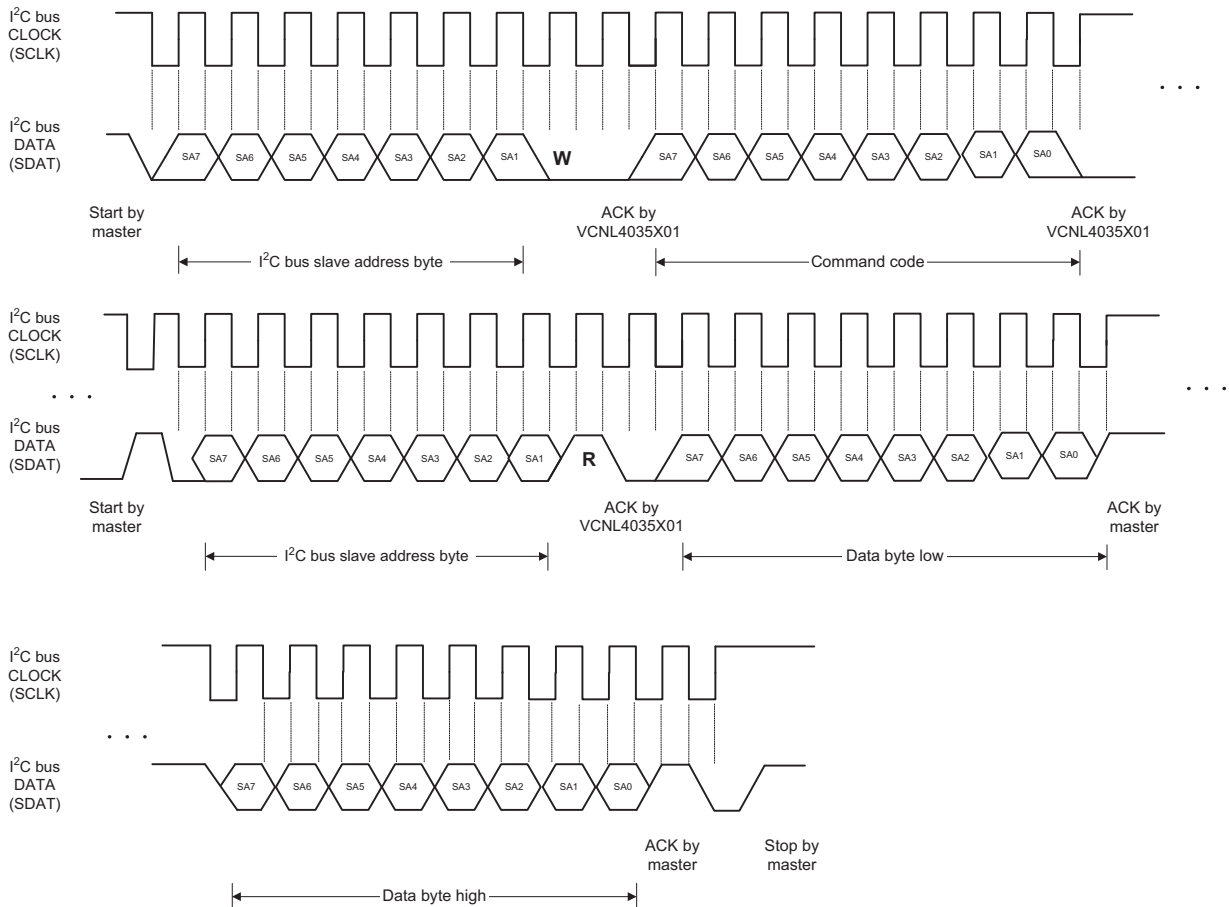 I²C bus
CLOCK
(SCLK)
. . .
I²C bus
DATA
(SDAT)
SA7 SA6 SA5 SA4 SA3 SA2 SA1 W SA7 SA6 SA5 SA4 SA3 SA2 SA1 SA0
Start by
master
ACK by
VCNL4035X01
ACK by
VCNL4035X01
I²C bus slave address byte
Command code
I²C bus
CLOCK
(SCLK)
. . .
. . .
I²C bus
DATA
(SDAT)
SA7 SA6 SA5 SA4 SA3 SA2 SA1 R SA7 SA6 SA5 SA4 SA3 SA2 SA1 SA0
Start by
master
ACK by
VCNL4035X01
ACK by
master
I²C bus slave address byte
Data byte low
I²C bus
CLOCK
(SCLK)
. . .
I²C bus
DATA
(SDAT)
SA7 SA6 SA5 SA4 SA3 SA2 SA1 SA0
ACK by
master
Stop by
master
Data byte high